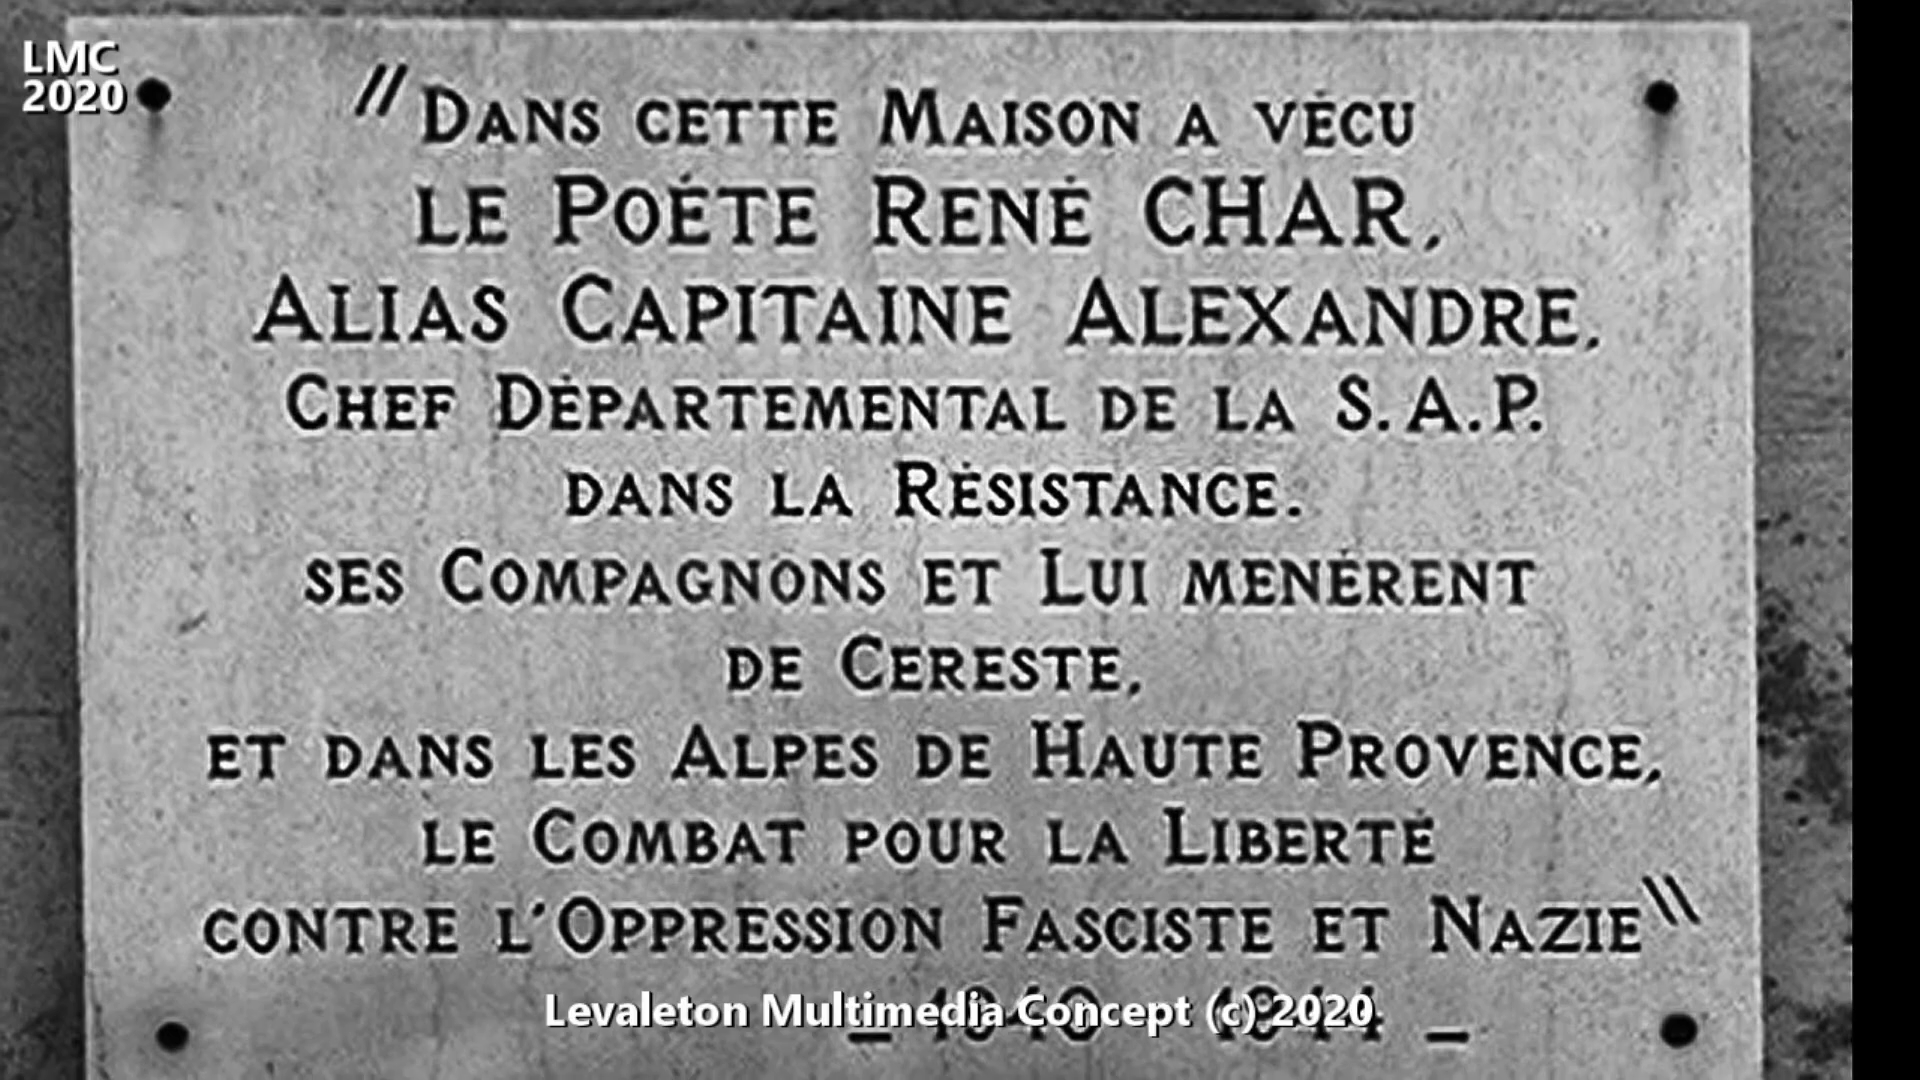 LMC
2020
"Dans cette Maison a vécu
le Poéte René CHAR,
Alias Capitaine Alexandre,
Chef Départemental de la S.A.P.
dans la Résistance.
ses Compagnons et Lui menérent
de Cereste,
et dans les Alpes de Haute Provence,
le Combat pour la Liberté
contre l'Oppression Fasciste et Nazie"
_ 1940 1944 _
Levaleton Multimedia Concept (c) 2020